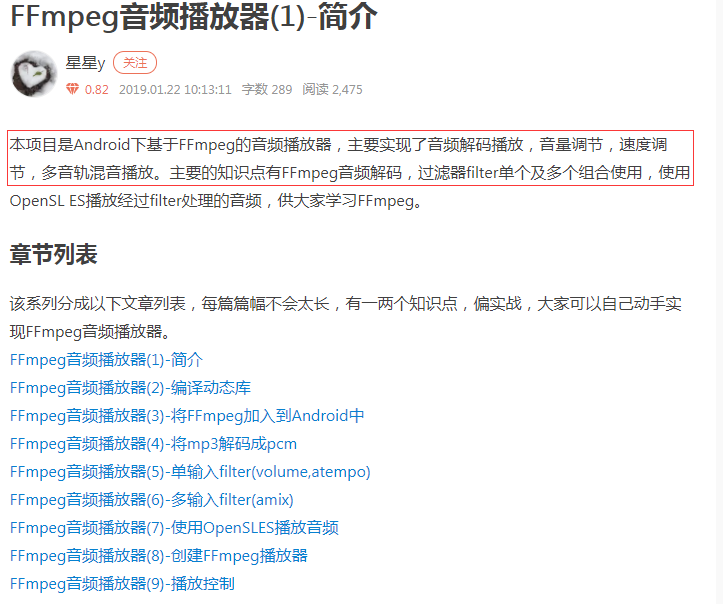 FFmpeg音频播放器(1)-简介
星星y 关注
0.82 2019.01.22 10:13:11 字数 289 阅读 2,475
本项目是Android下基于FFmpeg的音频播放器，主要实现了音频解码播放，音量调节，速度调
节，多音轨混音播放。主要的知识点有FFmpeg音频解码，过滤器filter单个及多个组合使用，使用
OpenSL ES播放经过filter处理的音频，供大家学习FFmpeg。
章节列表
该系列分成以下文章列表，每篇篇幅不会太长，有一两个知识点，偏实战，大家可以自己动手实
现FFmpeg音频播放器。
FFmpeg音频播放器(1)-简介
FFmpeg音频播放器(2)-编译动态库
FFmpeg音频播放器(3)-将FFmpeg加入到Android中
FFmpeg音频播放器(4)-将mp3解码成pcm
FFmpeg音频播放器(5)-单输入filter(volume,atempo)
FFmpeg音频播放器(6)-多输入filter(amix)
FFmpeg音频播放器(7)-使用OpenSLES播放音频
FFmpeg音频播放器(8)-创建FFmpeg播放器
FFmpeg音频播放器(9)-播放控制